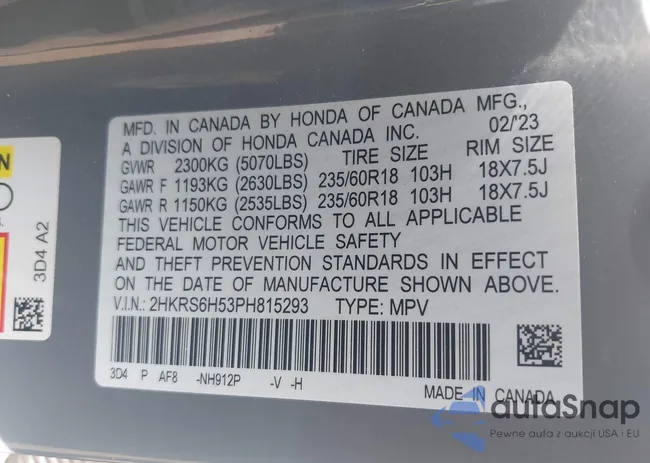 MFD. IN CANADA BY HONDA OF CANADA MFG.,
A DIVISION OF HONDA CANADA INC. 02/'23
GVWR 2300KG (5070LBS) TIRE SIZE RIM SIZE
GAWR F 1193KG (2630LBS) 235/60R18 103H 18X7.5J
GAWR R 1150KG (2535LBS) 235/60R18 103H 18X7.5J
THIS VEHICLE CONFORMS TO ALL APPLICABLE
FEDERAL MOTOR VEHICLE SAFETY
AND THEFT PREVENTION STANDARDS IN EFFECT
ON THE DATE OF MANUFACTURE SHOWN ABOVE.
V.I.N.: 2HKRS6H53PH815293 TYPE: MPV
3D4 P AF8 -NH912P -V -H
MADE IN CANADA
3D4 A2
autaSnap
Pewne auta z aukcji USA i EU